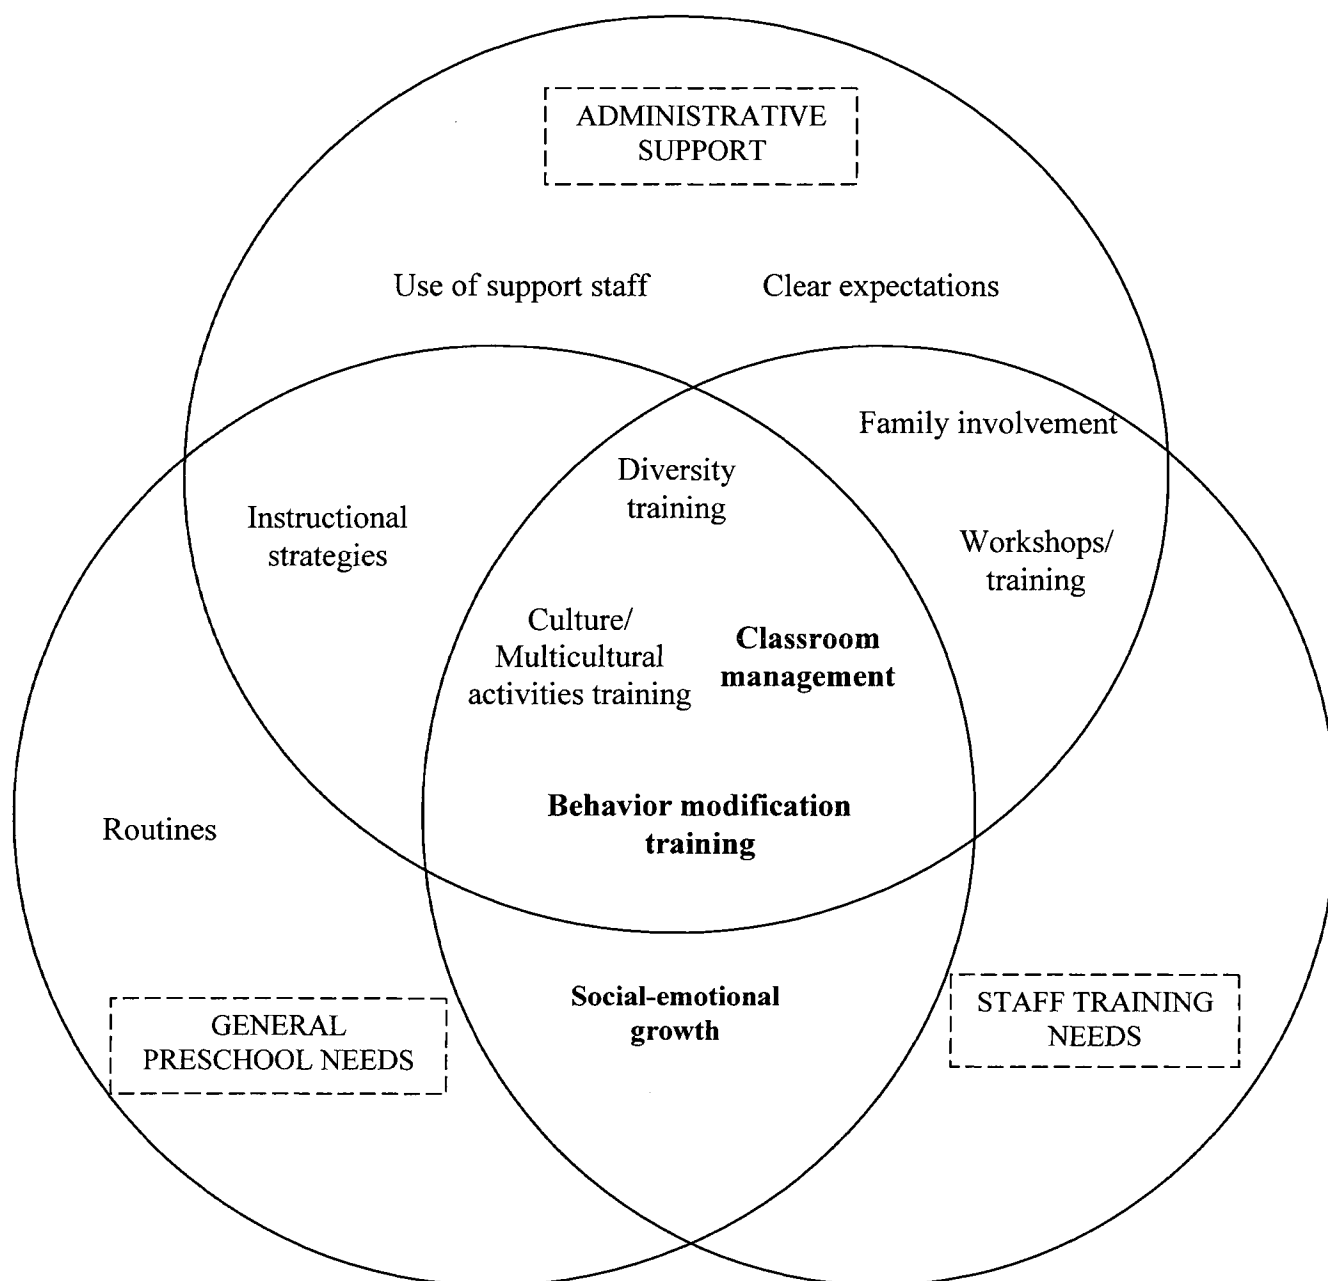 ADMINISTRATIVE
SUPPORT
Use of support staff
Clear expectations
Family involvement
Diversity
training
Instructional
strategies
Workshops/
training
Culture/
Multicultural
activities training
Classroom
management
Behavior modification
training
Routines
Social-emotional
growth
GENERAL
PRESCHOOL NEEDS
STAFF TRAINING
NEEDS